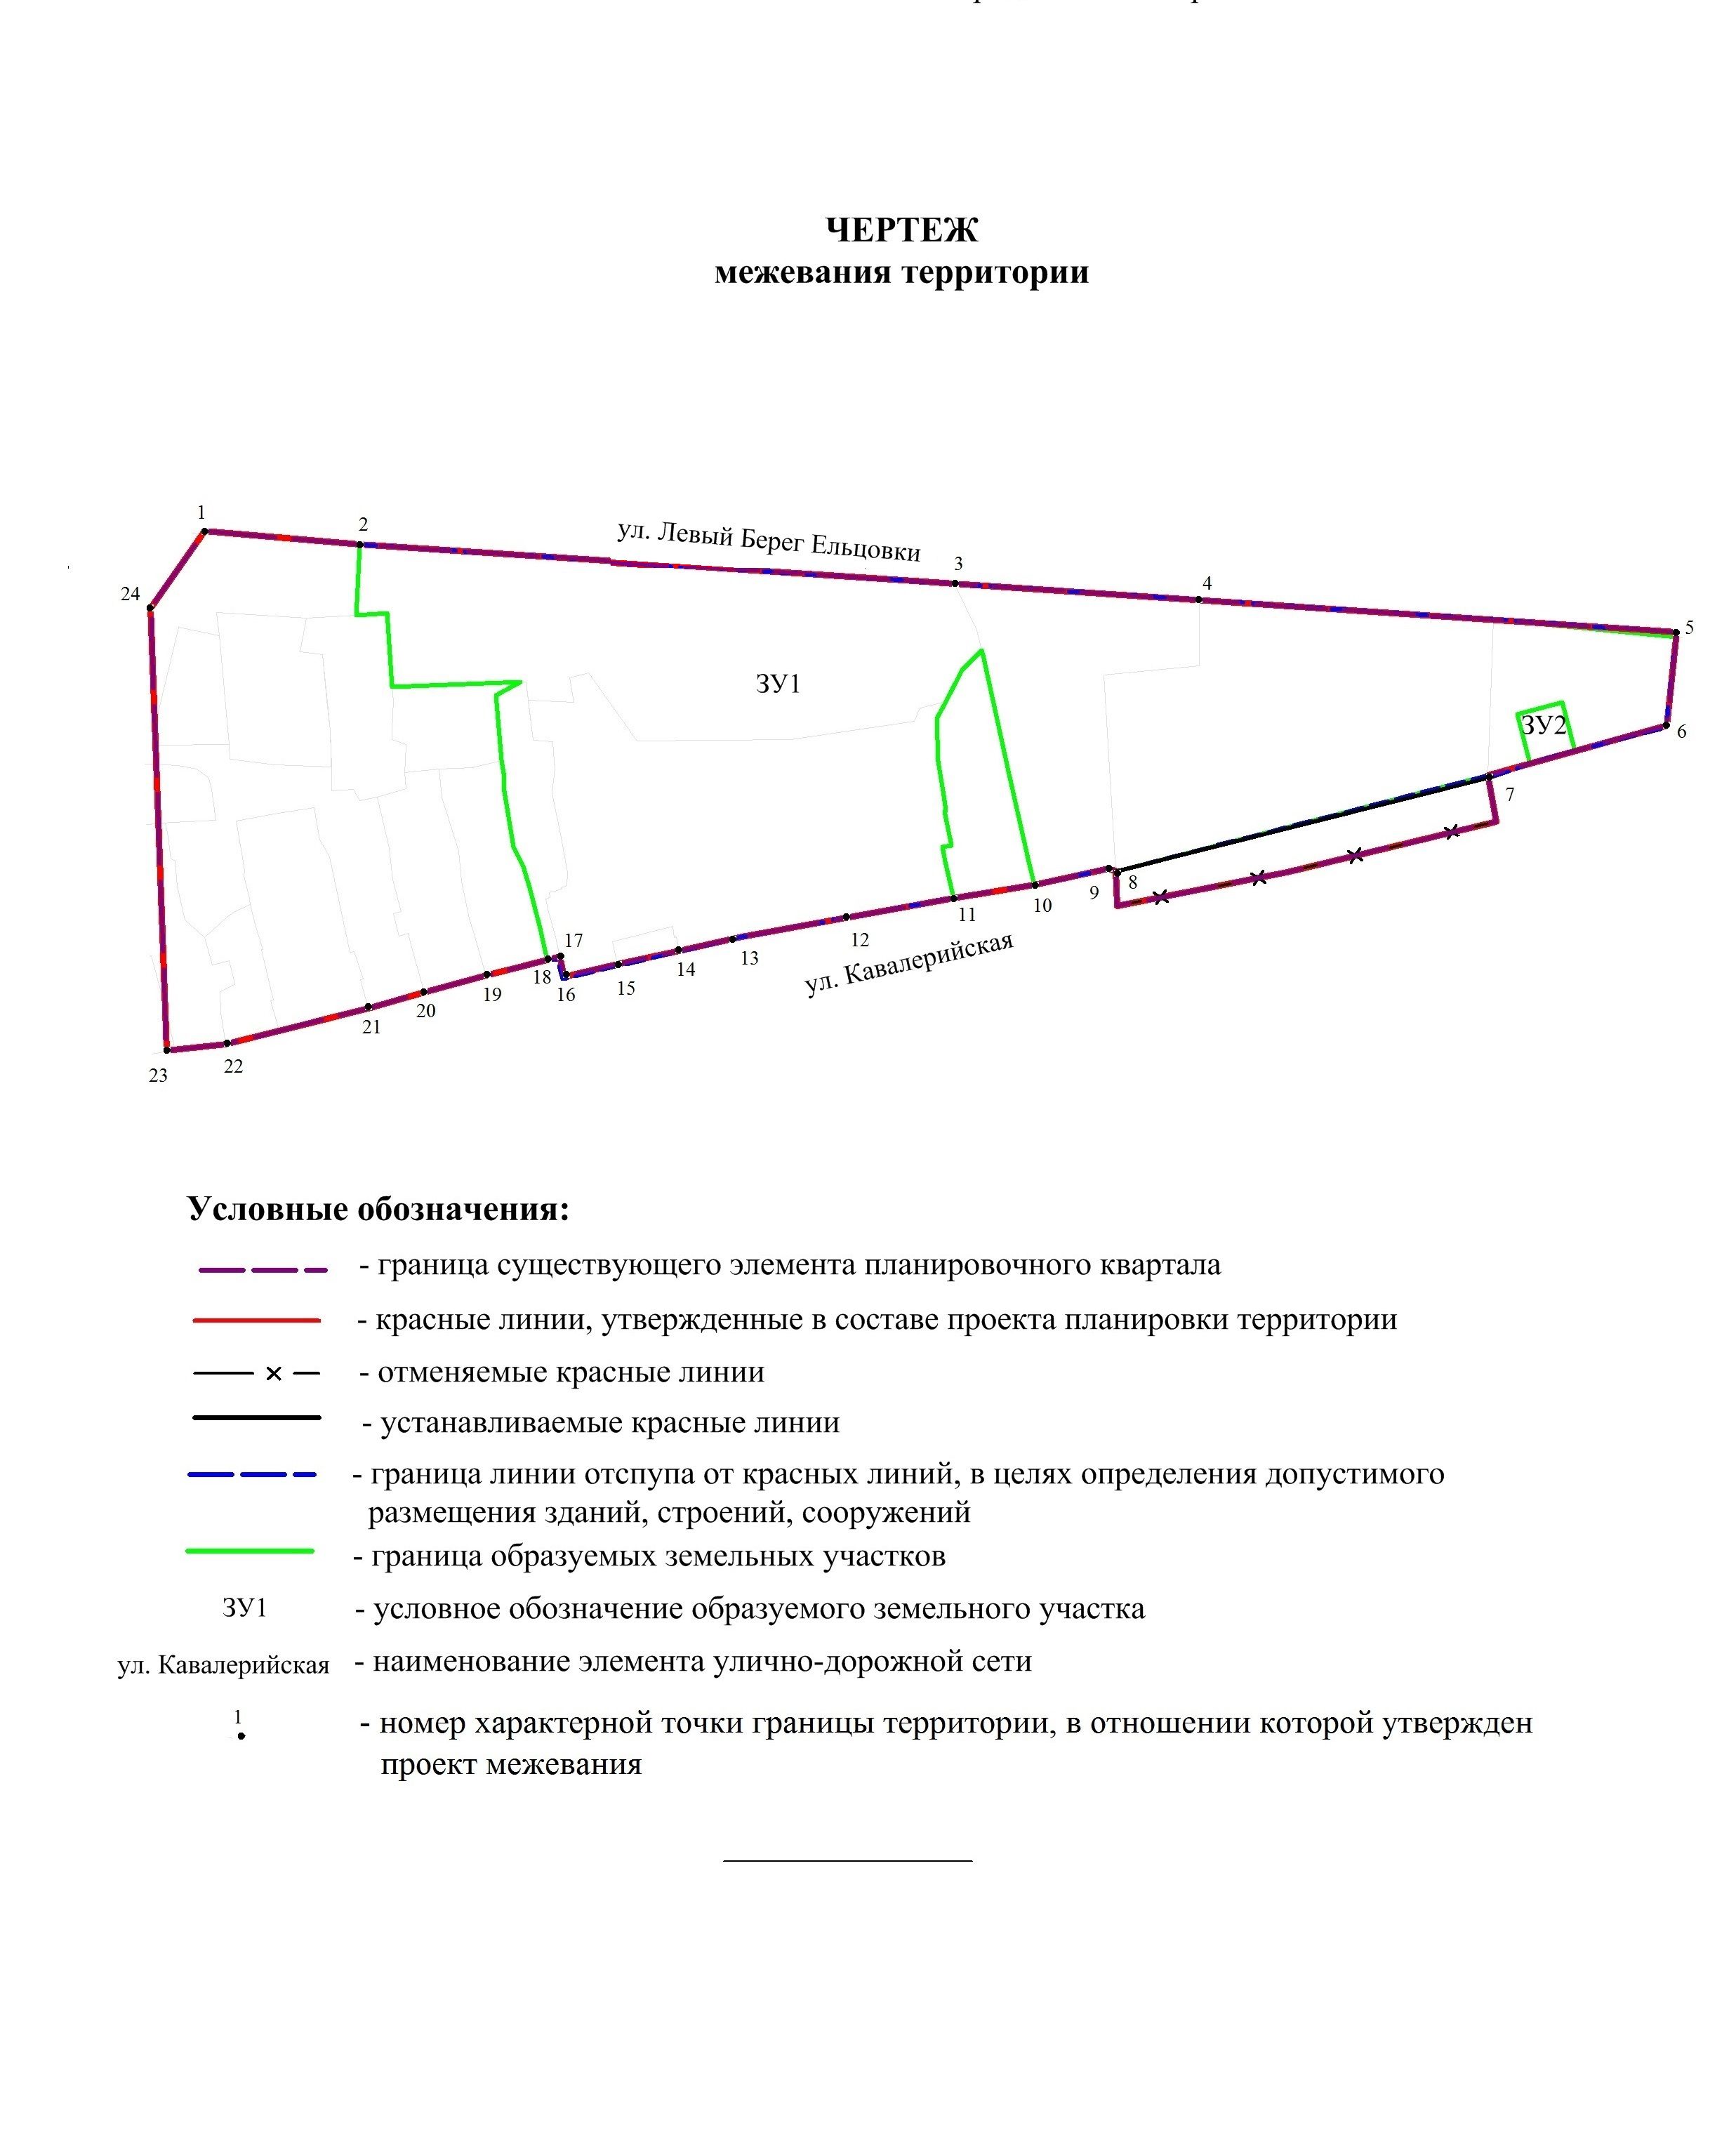 ЧЕРТЕЖ
межевания территории
1
2
ул. Левый Берег Ельцовки
3
4
24
5
ЗУ1
ЗУ2
6
7
8
9
10
11
12
ул. Кавалерийская
13
17
14
18
16
15
19
20
21
22
23
Условные обозначения:
- граница существующего элемента планировочного квартала
- красные линии, утвержденные в составе проекта планировки территории
- отменяемые красные линии
- устанавливаемые красные линии
- граница линии отспупа от красных линий, в целях определения допустимого
размещения зданий, строений, сооружений
- граница образуемых земельных участков
ЗУ1 - условное обозначение образуемого земельного участка
ул. Кавалерийская - наименование элемента улично-дорожной сети
1 - номер характерной точки границы территории, в отношении которой утвержден
проект межевания